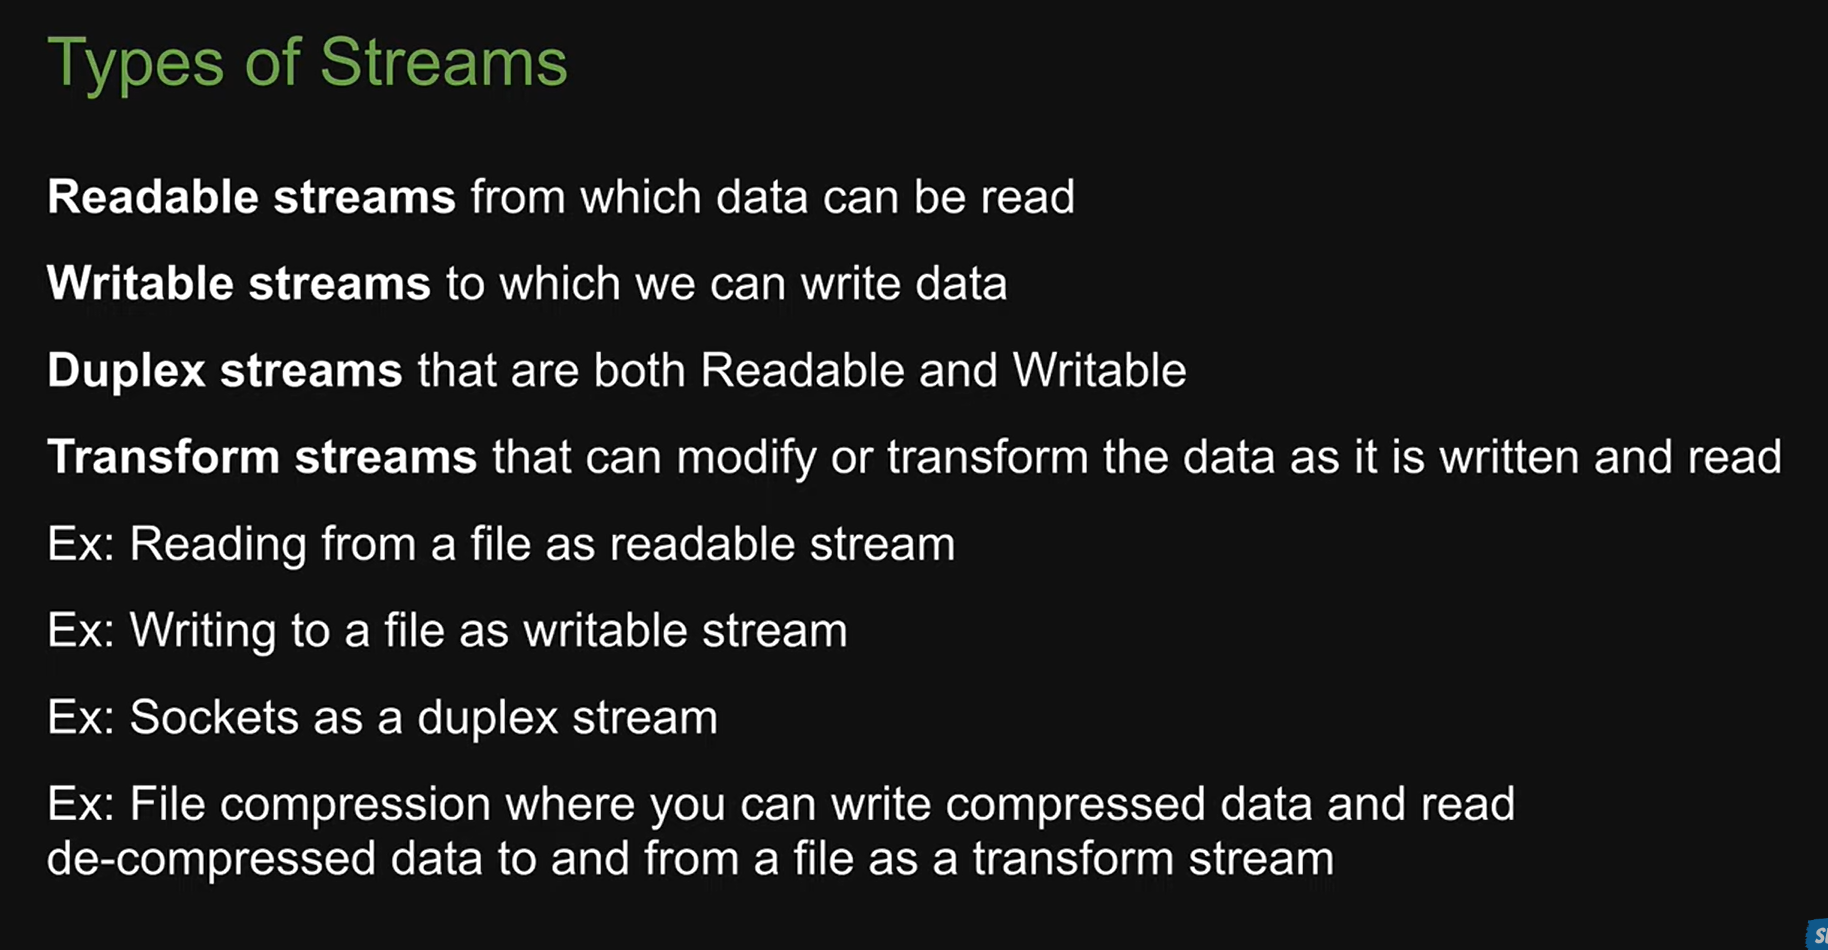 Types of Streams
Readable streams from which data can be read
Writable streams to which we can write data
Duplex streams that are both Readable and Writable
Transform streams that can modify or transform the data as it is written and read
Ex: Reading from a file as readable stream
Ex: Writing to a file as writable stream
Ex: Sockets as a duplex stream
Ex: File compression where you can write compressed data and read
de-compressed data to and from a file as a transform stream